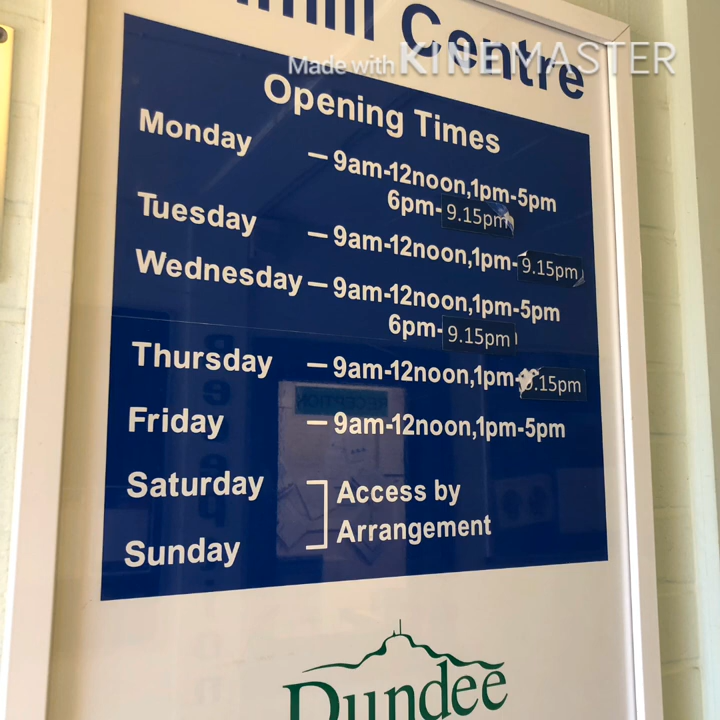 Centre
Made with KINEMASTER
Opening Times
Monday – 9am-12noon,1pm-5pm
6pm- 9.15pm
Tuesday – 9am-12noon,1pm- 9.15pm
Wednesday – 9am-12noon,1pm-5pm
6pm- 9.15pm
Thursday – 9am-12noon,1pm- 9.15pm
Friday – 9am-12noon,1pm-5pm
Saturday
Access by
Arrangement
Sunday
RECEPTION
Dundee